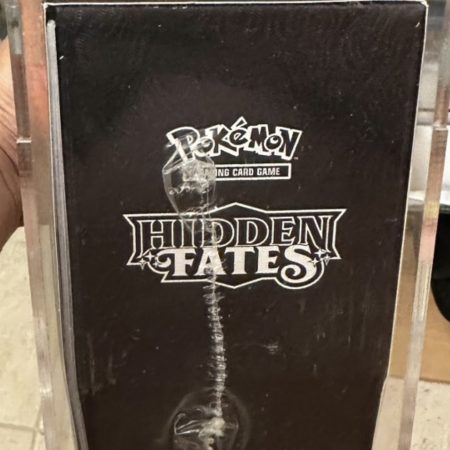 POKéMON
TRADING CARD GAME
HIDDEN
FATES